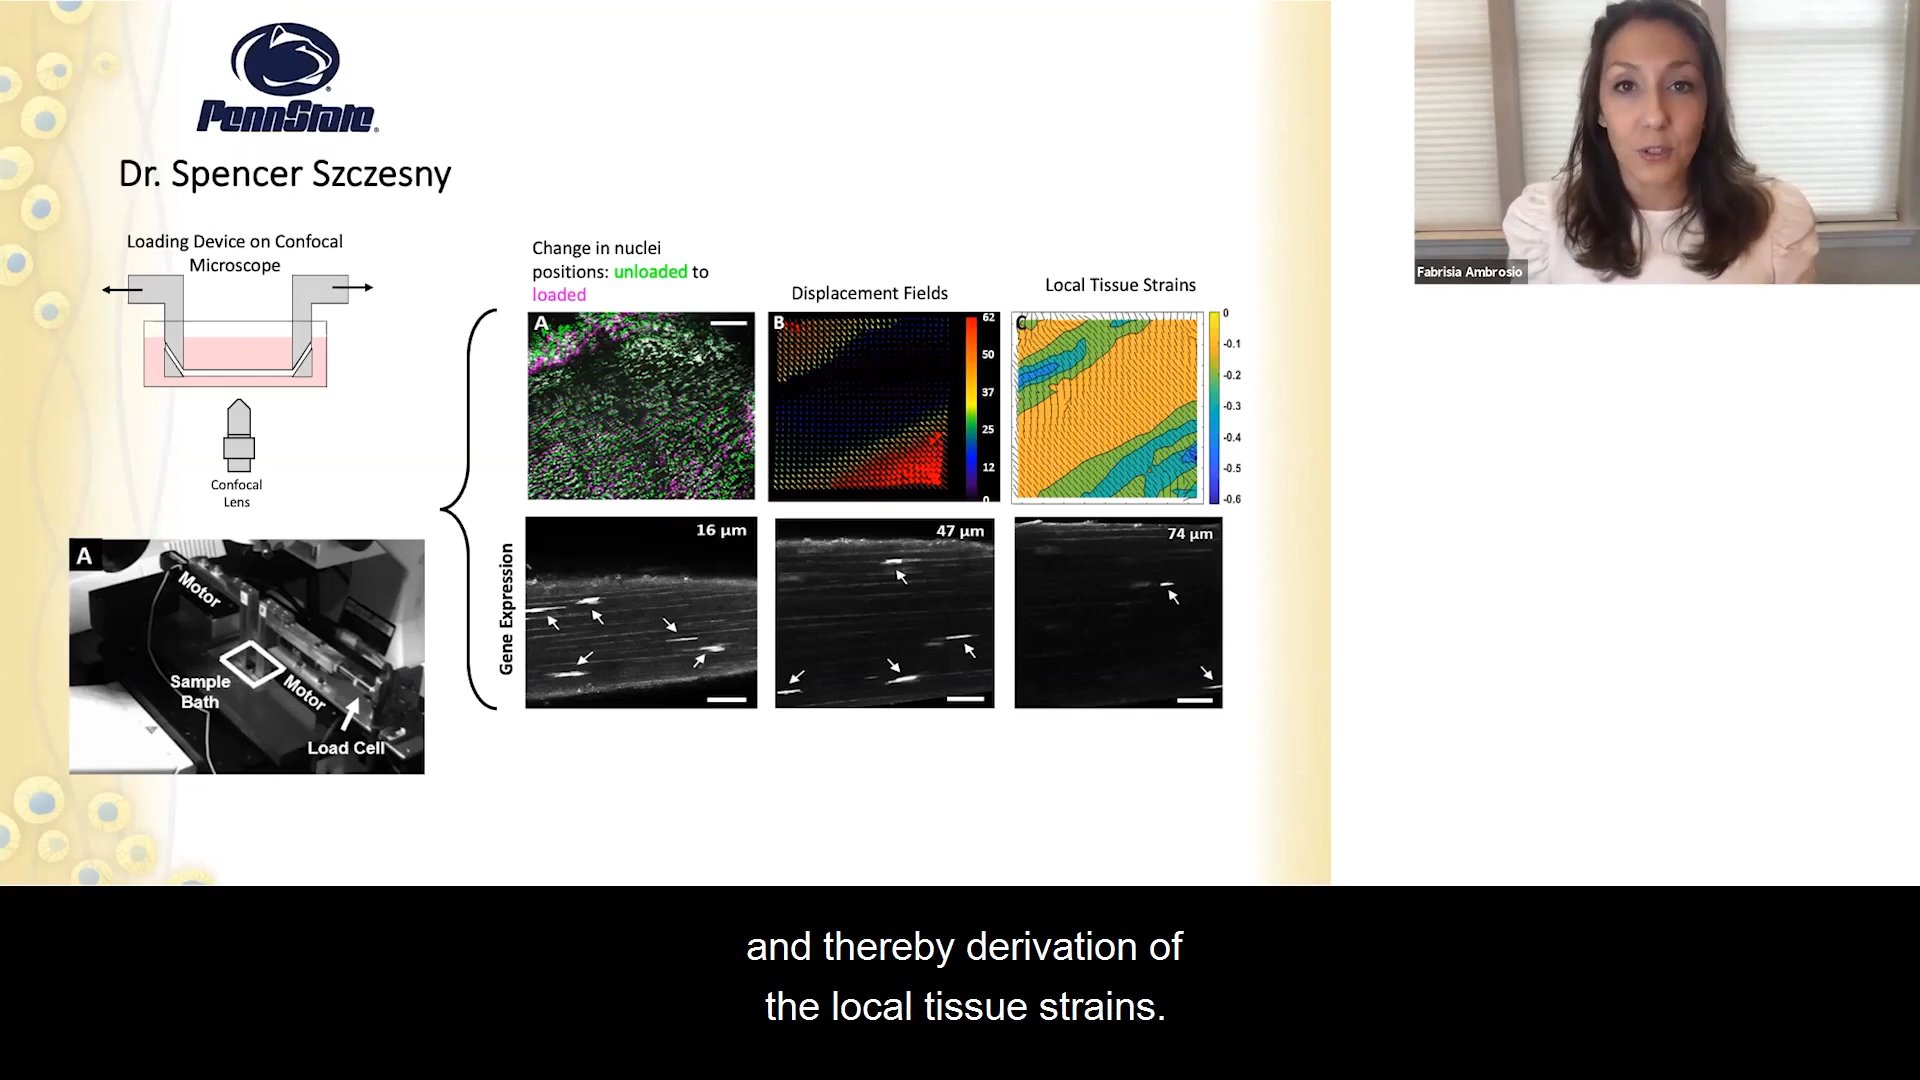 PennState
Dr. Spencer Szczesny
Loading Device on Confocal
Microscope
Confocal
Lens
A
Motor
Sample
Bath
Motor
Load Cell
Change in nuclei
positions: unloaded to
loaded
A
Displacement Fields
B
62
50
37
25
12
0
Local Tissue Strains
C
0
-0.1
-0.2
-0.3
-0.4
-0.5
-0.6
Gene Expression
16 µm
47 µm
74 µm
Fabrisia Ambrosio
and thereby derivation of
the local tissue strains.